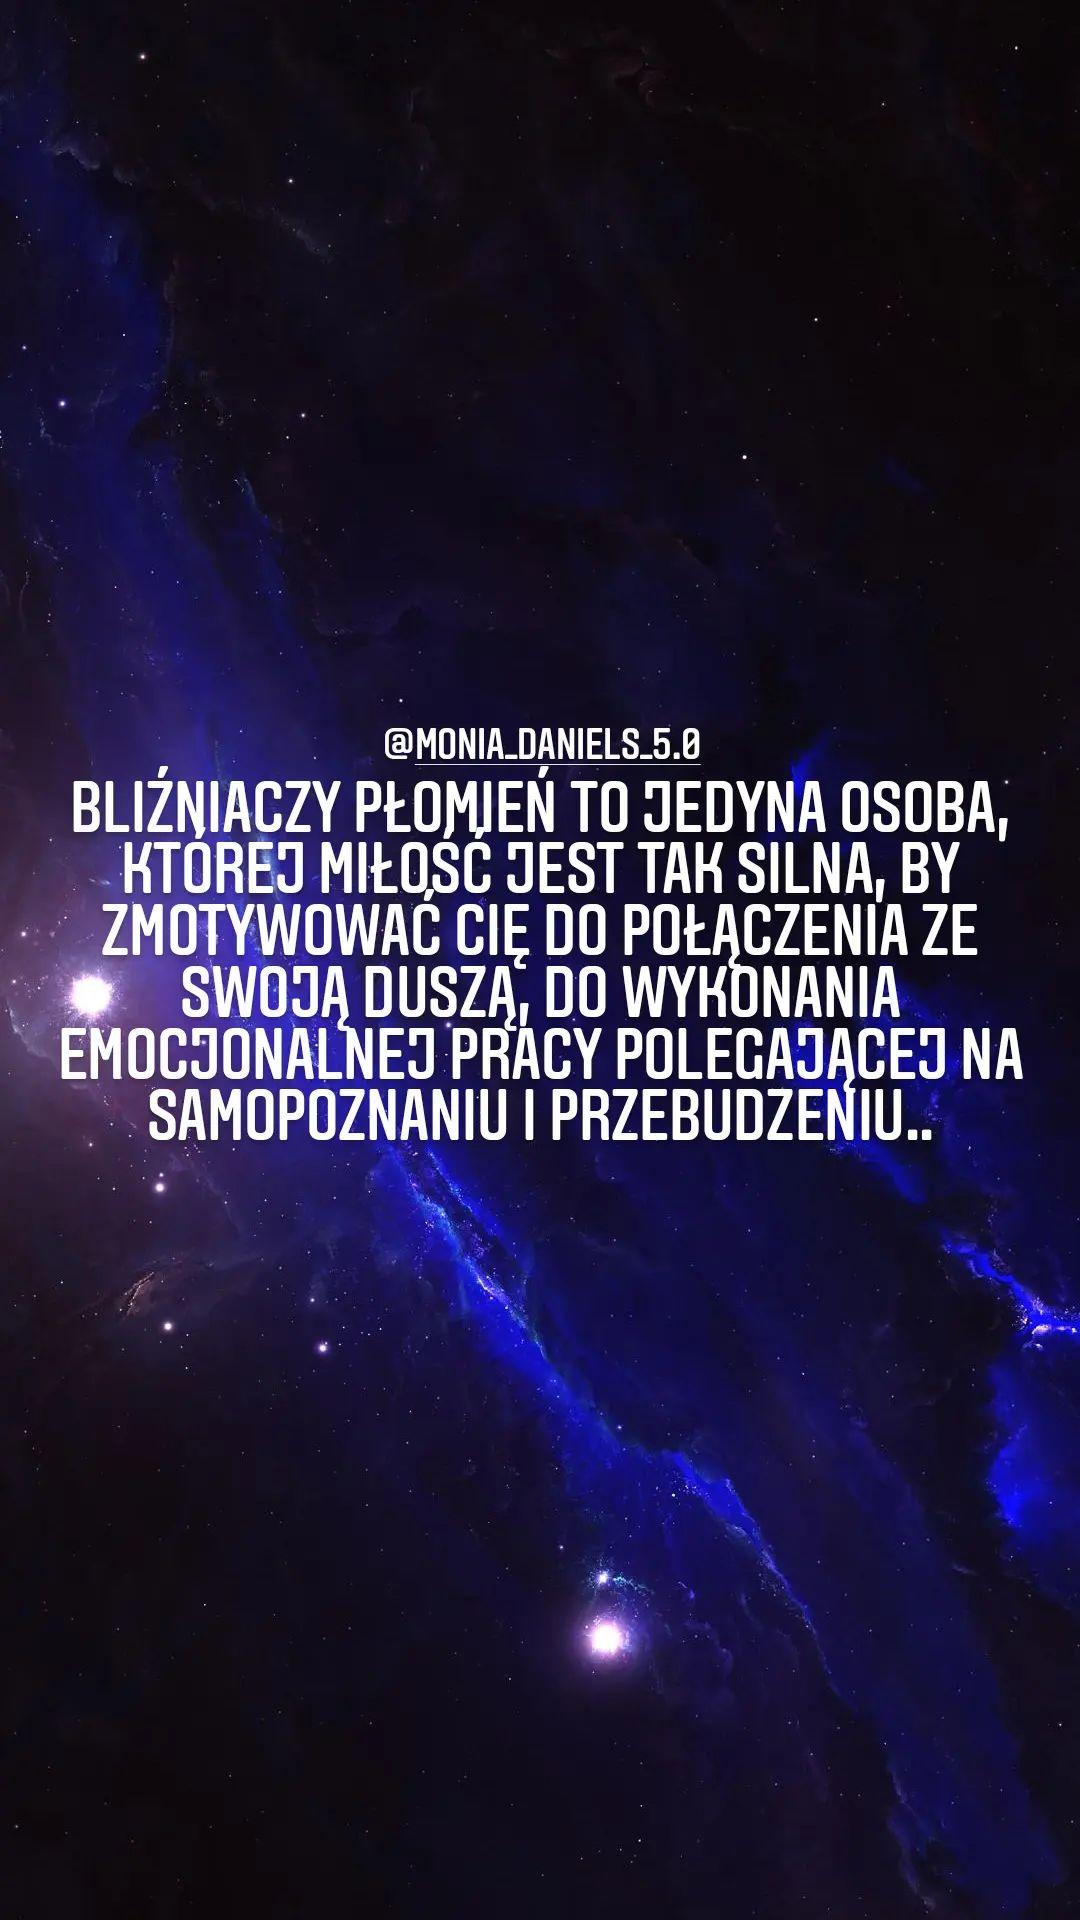 @MONIA_DANIELS_5.0
BLIŹNIACZY PŁOMIEŃ TO JEDYNA OSOBA,
KTÓREJ MIŁOŚĆ JEST TAK SILNA, BY
ZMOTYWOWAĆ CIĘ DO POŁĄCZENIA ZE
SWOJĄ DUSZĄ, DO WYKONANIA
EMOCJONALNEJ PRACY POLEGAJĄCEJ NA
SAMOPOZNANIU I PRZEBUDZENIU..